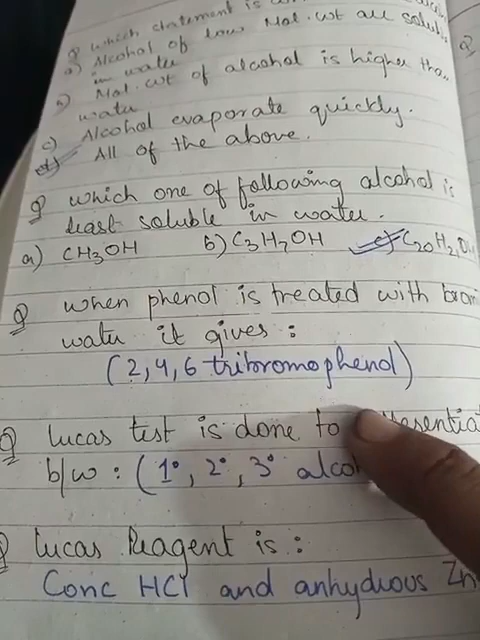 Q which statement is
a) Alcohol of low Mol.wt all soluble
in water
b) Mol.wt of alcohol is higher than
water
c) Alcohol evaporate quickly.
d) All of the above.
Q which one of following alcohol is
least soluble in water.
a) CH3OH b) C3H7OH c) C20H2
Q when phenol is treated with brom
water it gives:
(2,4,6 tribromophenol)
Q Lucas test is done to
b/w : (1°, 2°, 3° alco
Q Lucas Reagent is :
Conc HCl and anhydrous Zn
Q